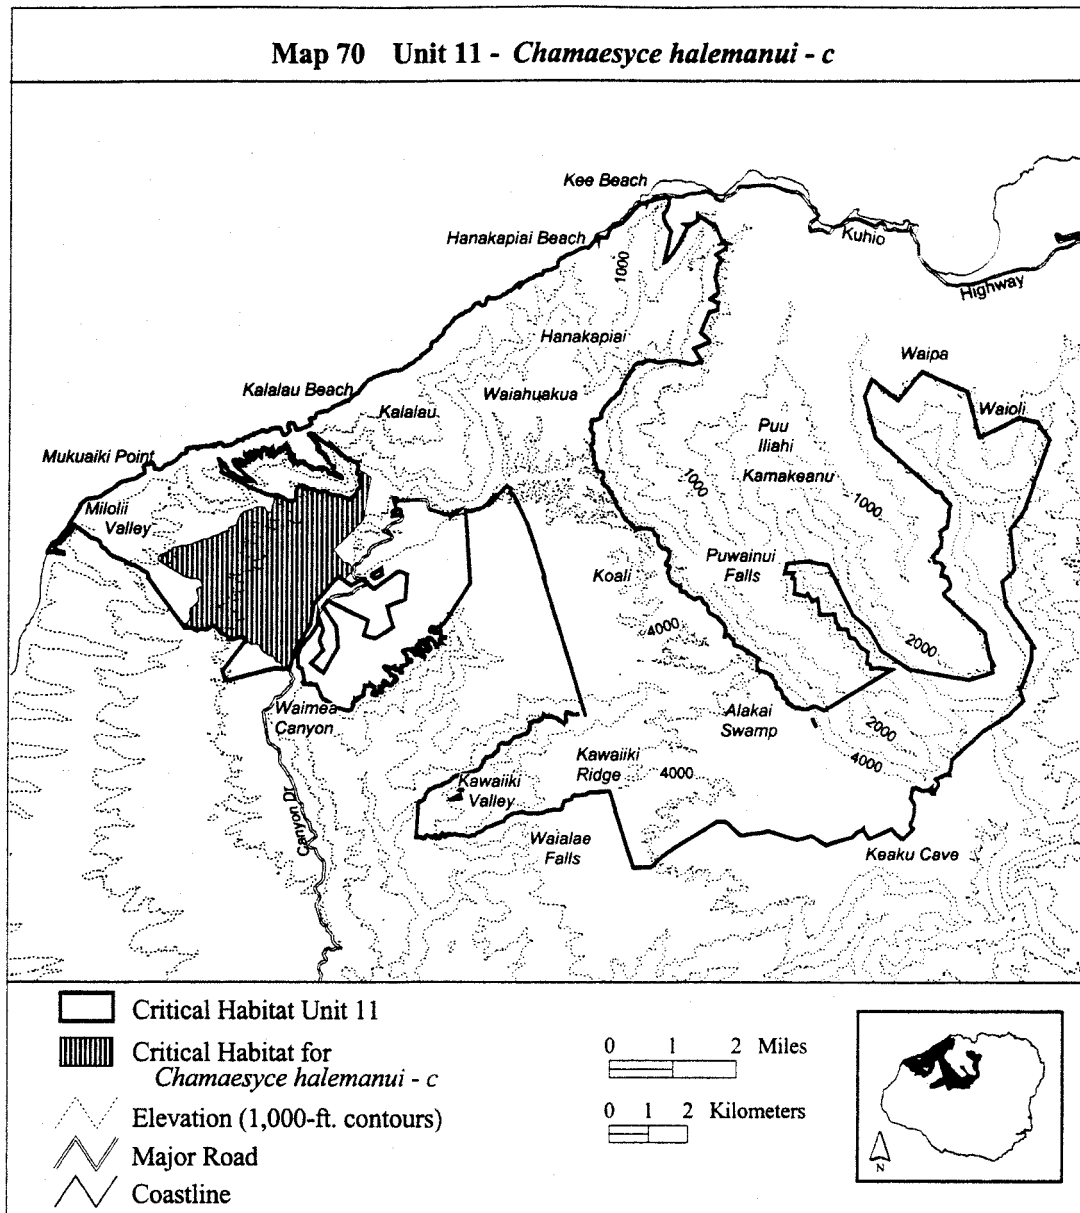 Map 70 Unit 11 - Chamaesyce halemanui - c
Kee Beach
Hanakapiai Beach
Kuhio
Highway
1000
Hanakapiai
Waipa
Kalalau Beach
Waiahuakua
Kalalau
Waioli
Puu
Iliahi
Mukuaiki Point
Kamakeanu
1000
1000
Milolii
Valley
Puwainui
Falls
Koali
4000
2000
Waimea
Canyon
Alakai
Swamp
2000
4000
Kawaiiki
Ridge
4000
Kawaiiki
Valley
Canyon Dr
Waialae
Falls
Keaku Cave
Critical Habitat Unit 11
Critical Habitat for
Chamaesyce halemanui - c
Elevation (1,000-ft. contours)
Major Road
Coastline
0 1 2 Miles
0 1 2 Kilometers
N